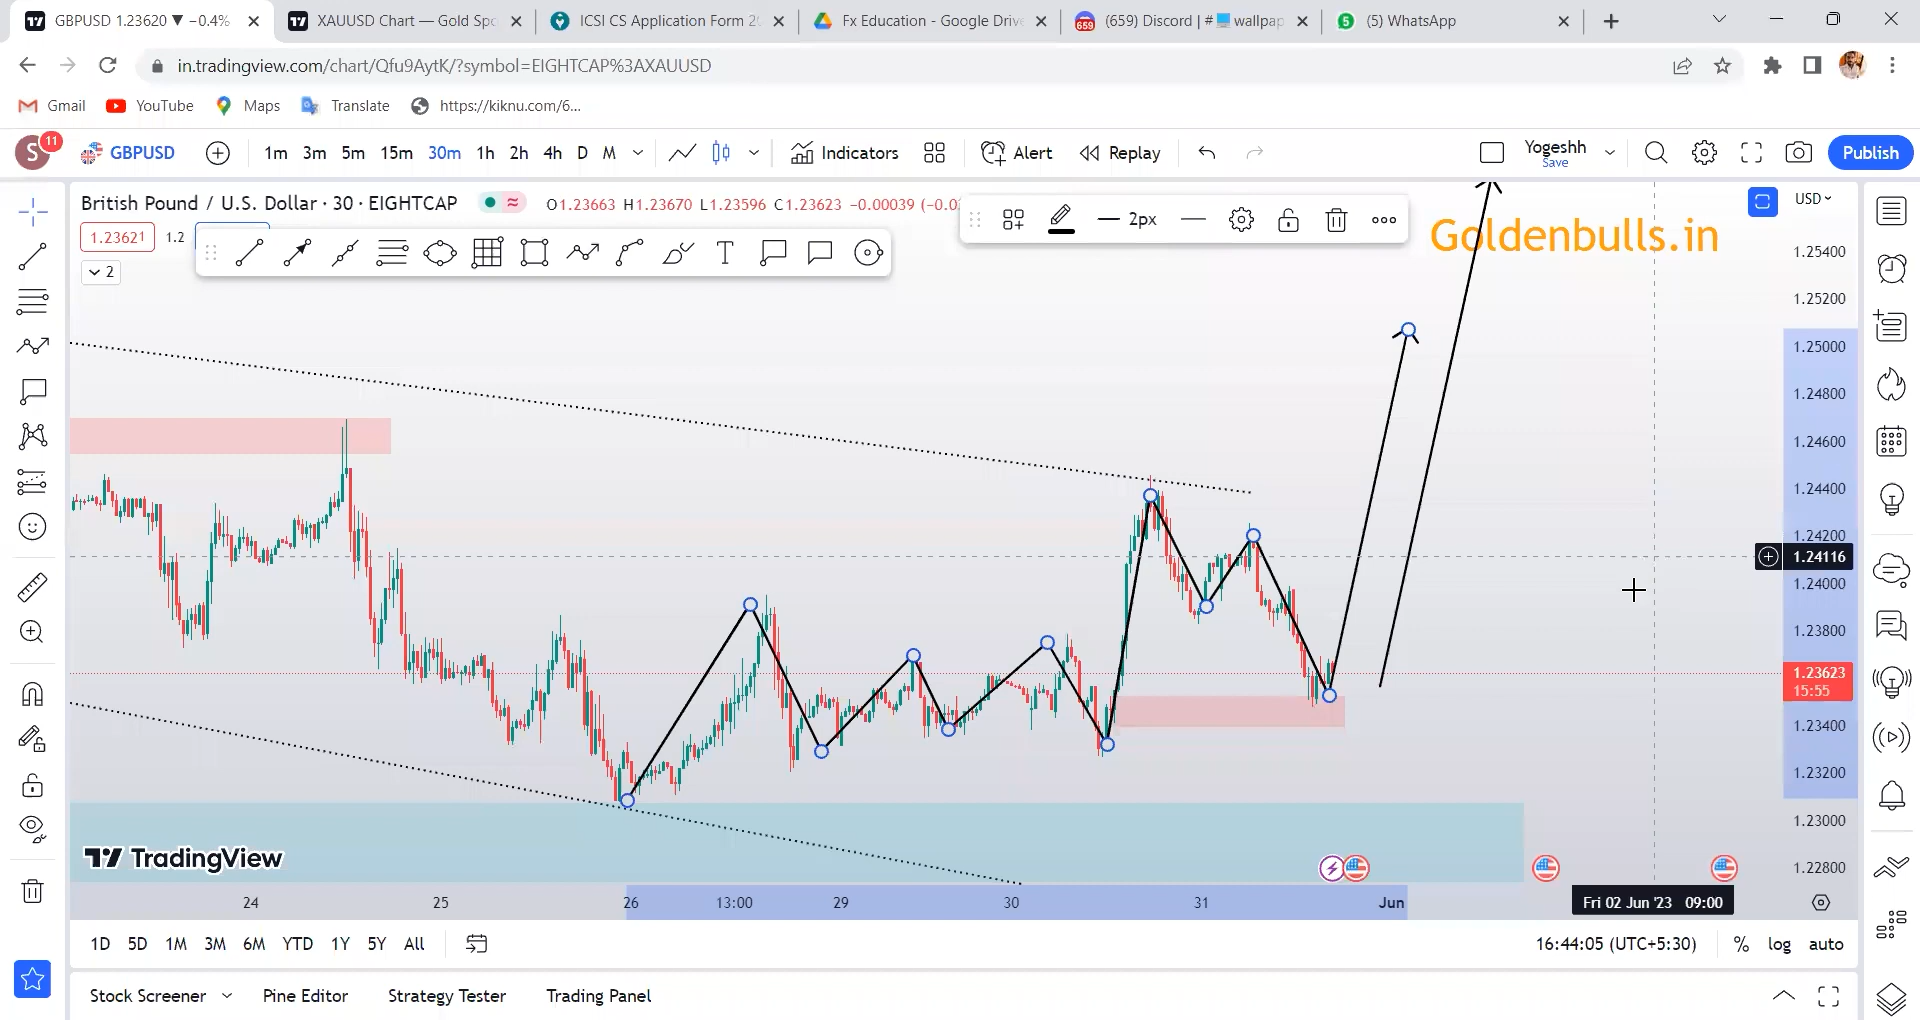 GBPUSD 1.23620 ▼ −0.4%
XAUUSD Chart — Gold Spo
ICSI CS Application Form 2
Fx Education - Google Drive
(659) Discord | #🖥️wallpap
(5) WhatsApp
in.tradingview.com/chart/Qfu9AytK/?symbol=EIGHTCAP%3AXAUUSD
Gmail YouTube Maps Translate https://kiknu.com/6...
S 11 GBPUSD 1m 3m 5m 15m 30m 1h 2h 4h D M Indicators Alert Replay Yogeshh Save Publish
British Pound / U.S. Dollar · 30 · EIGHTCAP O1.23663 H1.23670 L1.23596 C1.23623 −0.00039 (−0.0
USD
2px
Goldenbulls.in
1.23621 1.2
2
1.25400
1.25200
1.25000
1.24800
1.24600
1.24400
1.24200
1.24116
1.24000
1.23800
1.23623
15:55
1.23400
1.23200
1.23000
1.22800
TradingView
24 25 26 13:00 29 30 31 Jun Fri 02 Jun '23 09:00
1D 5D 1M 3M 6M YTD 1Y 5Y All 16:44:05 (UTC+5:30) % log auto
Stock Screener Pine Editor Strategy Tester Trading Panel